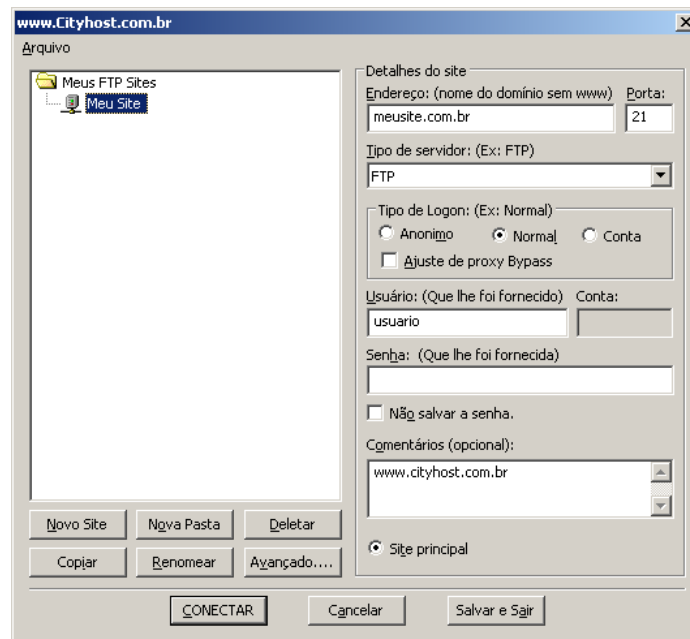 www.Cityhost.com.br
Arquivo
Meus FTP Sites
Meu Site
Novo Site
Nova Pasta
Deletar
Copiar
Renomear
Avançado....
Detalhes do site
Endereço: (nome do domínio sem www) Porta:
meusite.com.br 21
Tipo de servidor: (Ex: FTP)
FTP
Tipo de Logon: (Ex: Normal)
Anonimo Normal Conta
Ajuste de proxy Bypass
Usuário: (Que lhe foi fornecido) Conta:
usuario
Senha: (Que lhe foi fornecida)
Não salvar a senha.
Comentários (opcional):
www.cityhost.com.br
Site principal
CONECTAR Cancelar Salvar e Sair